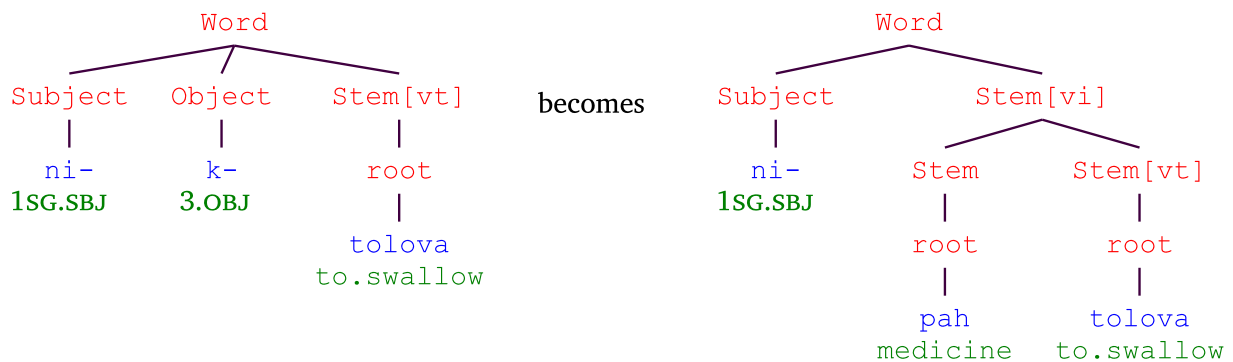 Word Word
Subject Object Stem[vt] becomes Subject Stem[vi]
ni- k- root ni- Stem Stem[vt]
1SG.SBJ 3.OBJ 1SG.SBJ
tolova root root
to.swallow
pah tolova
medicine to.swallow